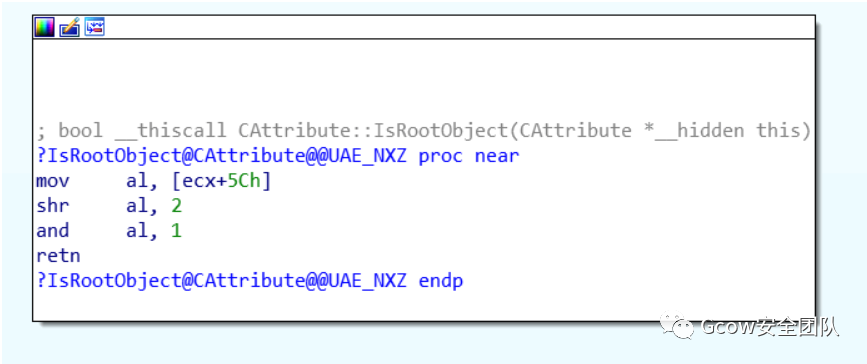 ; bool __thiscall CAttribute::IsRootObject(CAttribute *__hidden this)
?IsRootObject@CAttribute@@UAE_NXZ proc near
mov     al, [ecx+5Ch]
shr     al, 2
and     al, 1
retn
?IsRootObject@CAttribute@@UAE_NXZ endp
Gcow安全团队